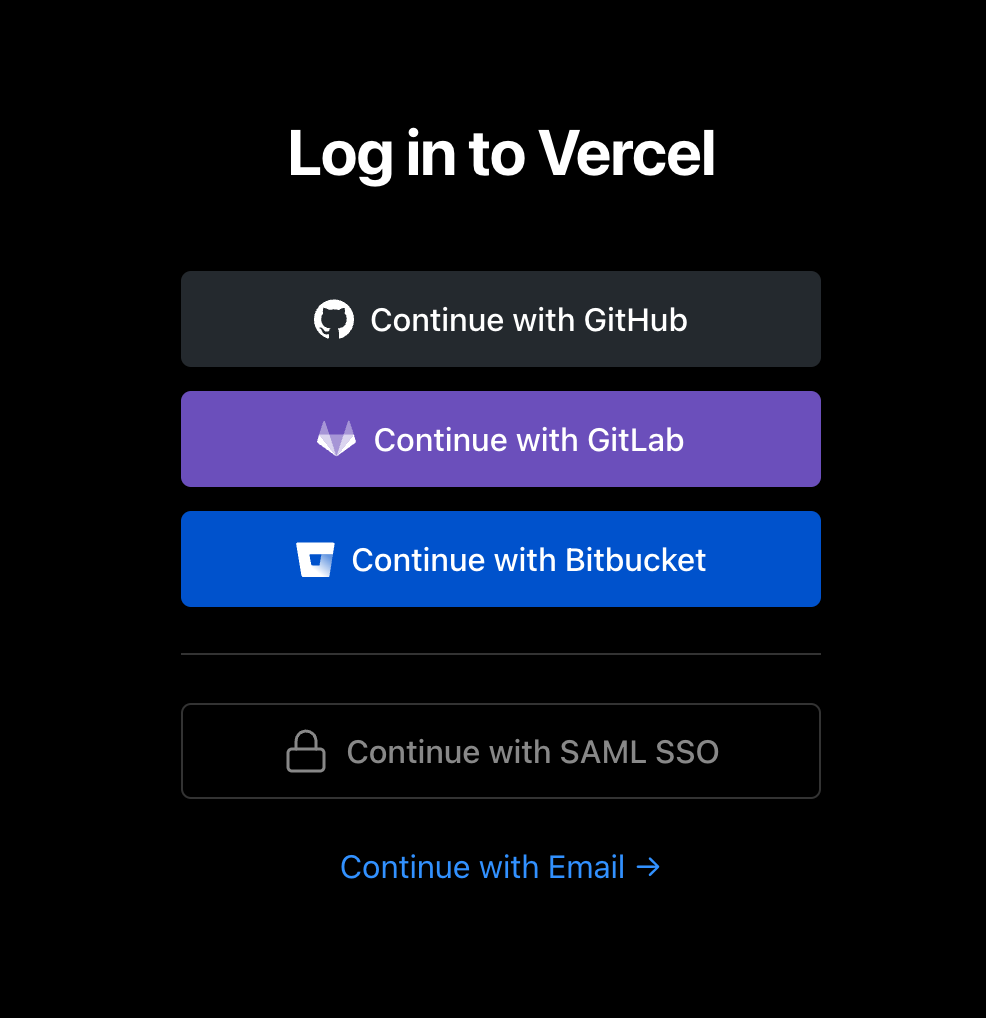 Log in to Vercel
Continue with GitHub
Continue with GitLab
Continue with Bitbucket
Continue with SAML SSO
Continue with Email →